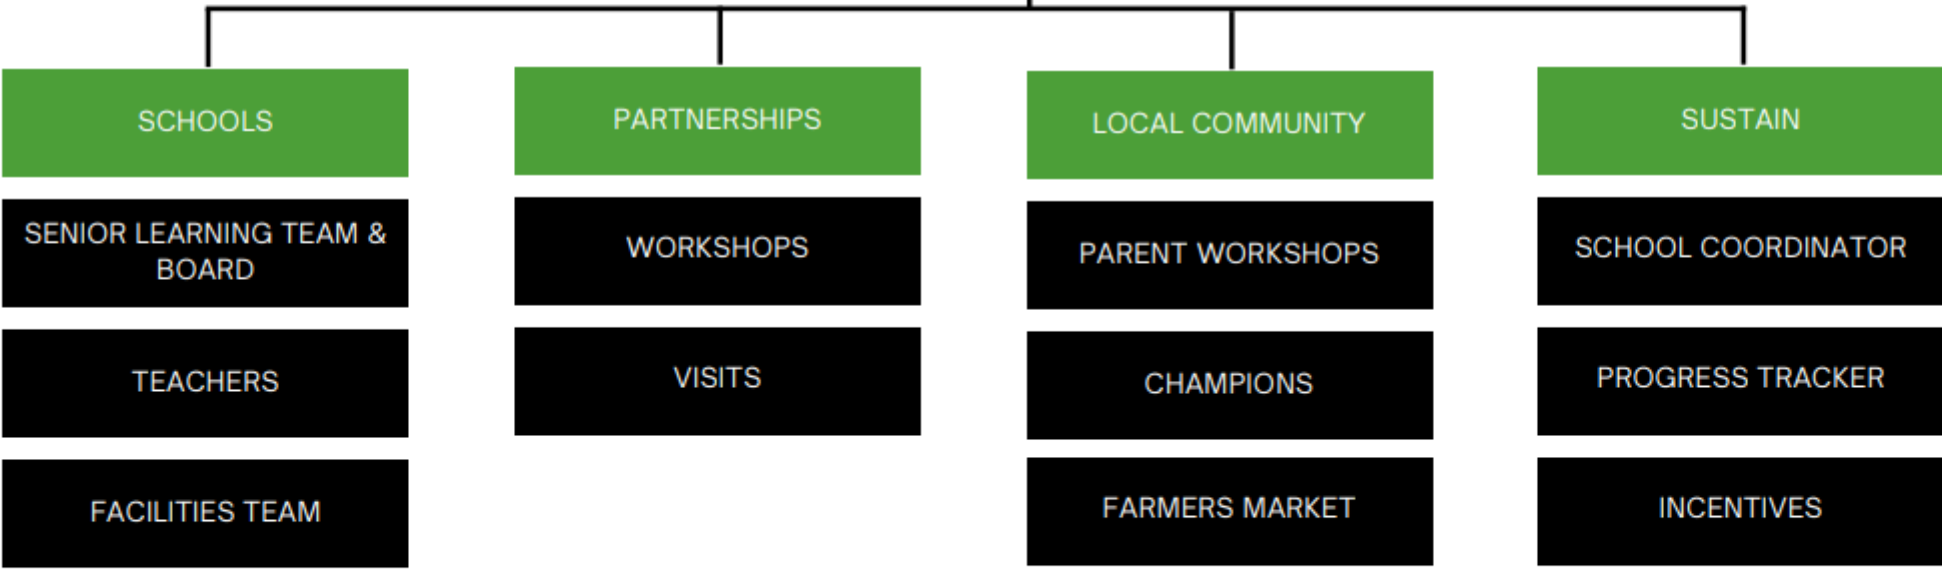 SCHOOLS
SENIOR LEARNING TEAM &
BOARD
TEACHERS
FACILITIES TEAM
PARTNERSHIPS
WORKSHOPS
VISITS
LOCAL COMMUNITY
PARENT WORKSHOPS
CHAMPIONS
FARMERS MARKET
SUSTAIN
SCHOOL COORDINATOR
PROGRESS TRACKER
INCENTIVES